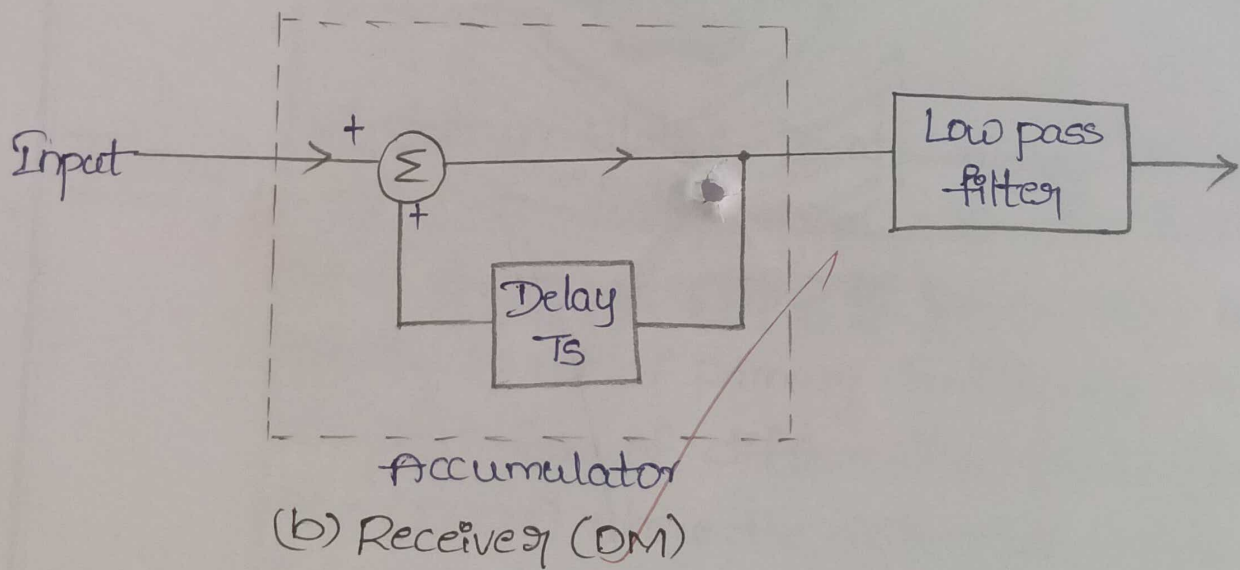 +
Input
Σ
+
Low pass
filter
Delay
TS
Accumulator
(b) Receiver (DM)